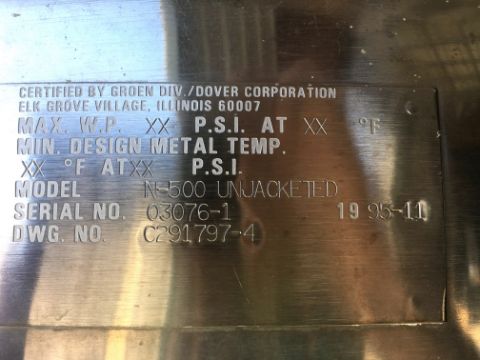 CERTIFIED BY GROEN DIV./DOVER CORPORATION
ELK GROVE VILLAGE, ILLINOIS 60007
MAX. W.P. XX P.S.I. AT XX °F
MIN. DESIGN METAL TEMP.
XX °F AT XX P.S.I.
MODEL N-500 UNJACKETED
SERIAL NO. 03076-1 19 95-11
DWG. NO. C291797-4